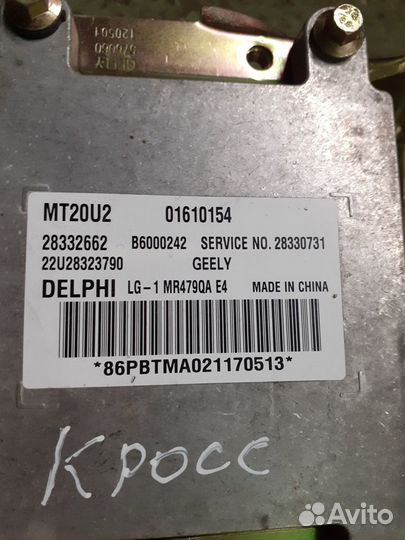 120501
MT20U2 01610154
28332662 B6000242 SERVICE NO. 28330731
22U28323790 GEELY
DELPHI LG-1 MR479QA E4 MADE IN CHINA
*86PBTMA021170513*
Кросс
Avito